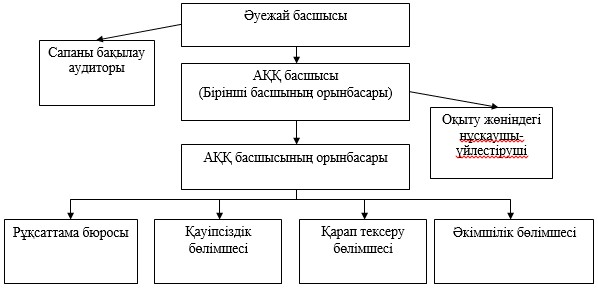 Әуежай басшысы
Сапаны бақылау
аудиторы
АҚҚ басшысы
(Бірінші басшының орынбасары)
Оқыту жөніндегі
нұсқаушы-
үйлестіруші
АҚҚ басшысының орынбасары
Рұқсаттама бюросы
Қауіпсіздік
бөлімшесі
Қарап тексеру
бөлімшесі
Әкімшілік бөлімшесі